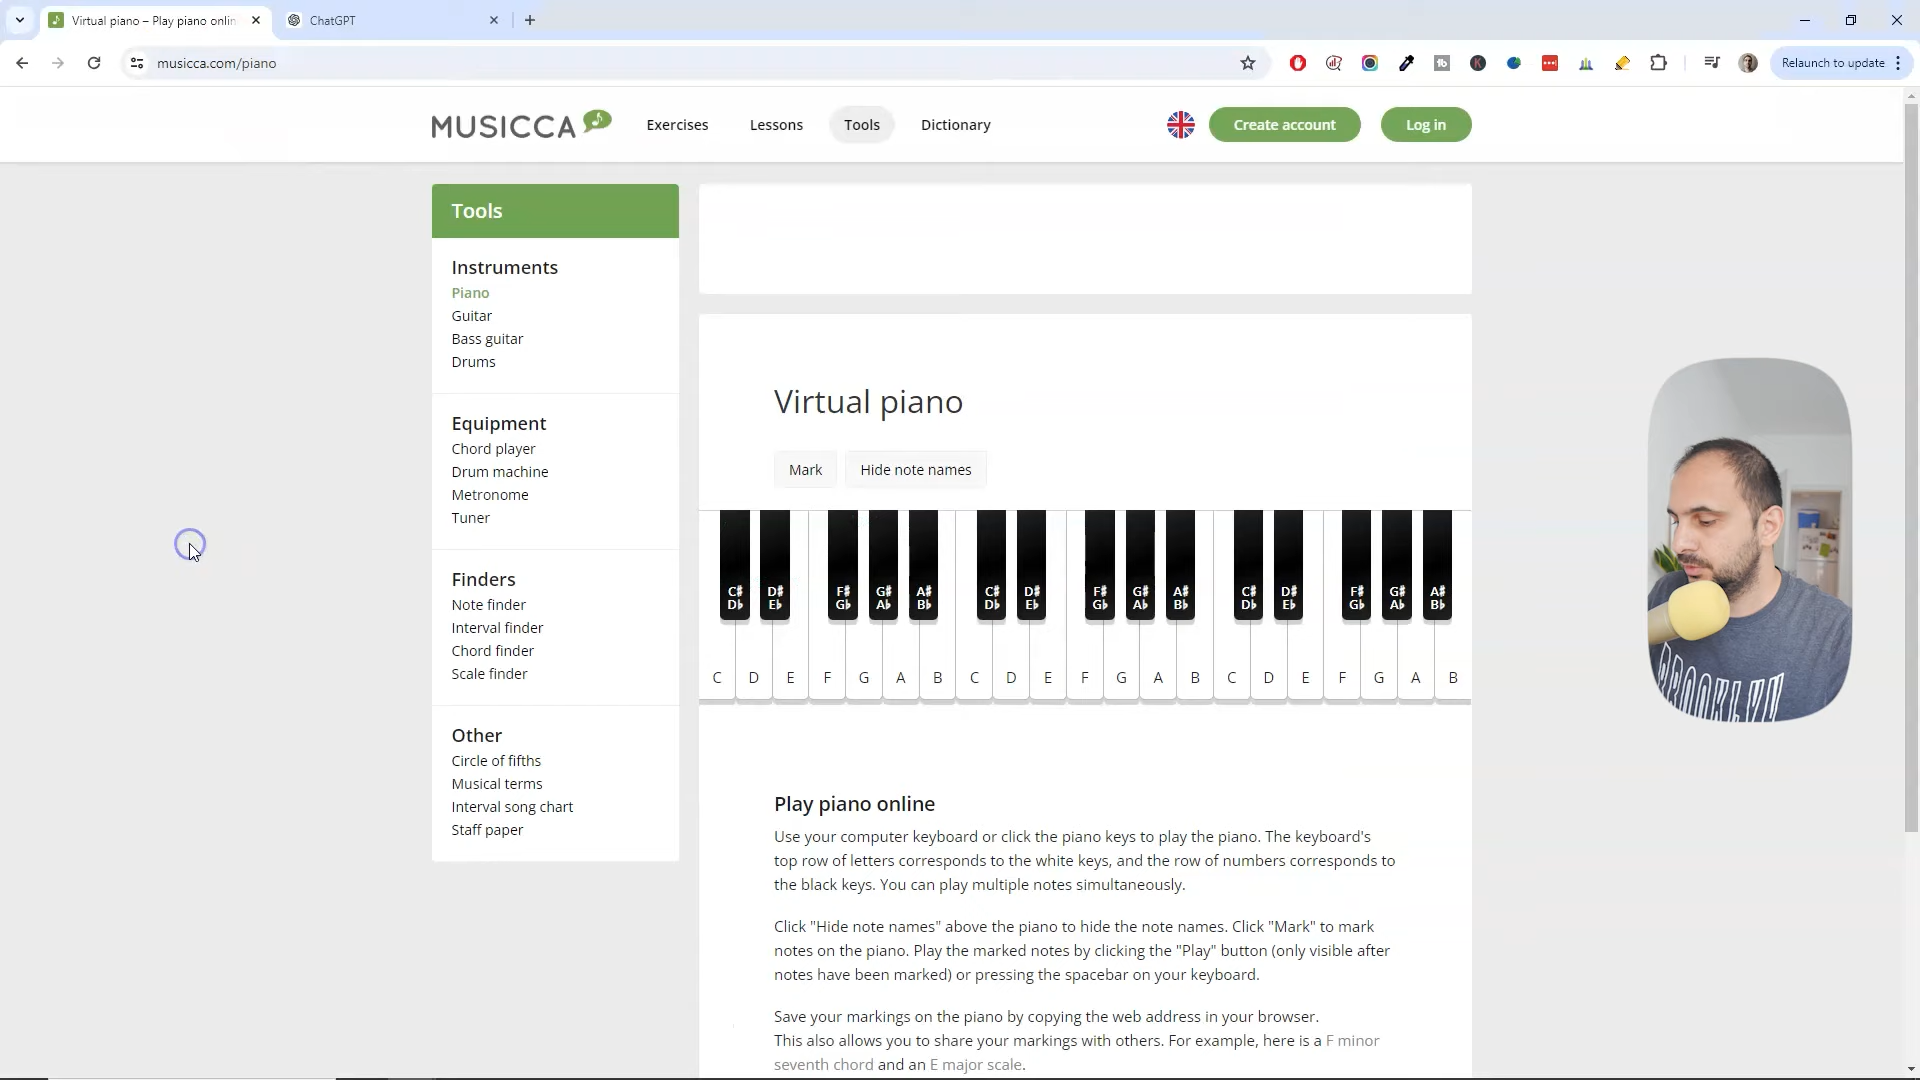 Virtual piano – Play piano onlin
ChatGPT
musicca.com/piano
Relaunch to update
MUSICCA
Exercises
Lessons
Tools
Dictionary
Create account
Log in
Tools
Instruments
Piano
Guitar
Bass guitar
Drums
Equipment
Chord player
Drum machine
Metronome
Tuner
Finders
Note finder
Interval finder
Chord finder
Scale finder
Other
Circle of fifths
Musical terms
Interval song chart
Staff paper
Virtual piano
Mark
Hide note names
C♯ D♯ F♯ G♯ A♯ C♯ D♯ F♯ G♯ A♯ C♯ D♯ F♯ G♯ A♯
D♭ E♭ G♭ A♭ B♭ D♭ E♭ G♭ A♭ B♭ D♭ E♭ G♭ A♭ B♭
C D E F G A B C D E F G A B C D E F G A B
Play piano online
Use your computer keyboard or click the piano keys to play the piano. The keyboard's
top row of letters corresponds to the white keys, and the row of numbers corresponds to
the black keys. You can play multiple notes simultaneously.
Click "Hide note names" above the piano to hide the note names. Click "Mark" to mark
notes on the piano. Play the marked notes by clicking the "Play" button (only visible after
notes have been marked) or pressing the spacebar on your keyboard.
Save your markings on the piano by copying the web address in your browser.
This also allows you to share your markings with others. For example, here is a F minor
seventh chord and an E major scale.
BROOKLYN